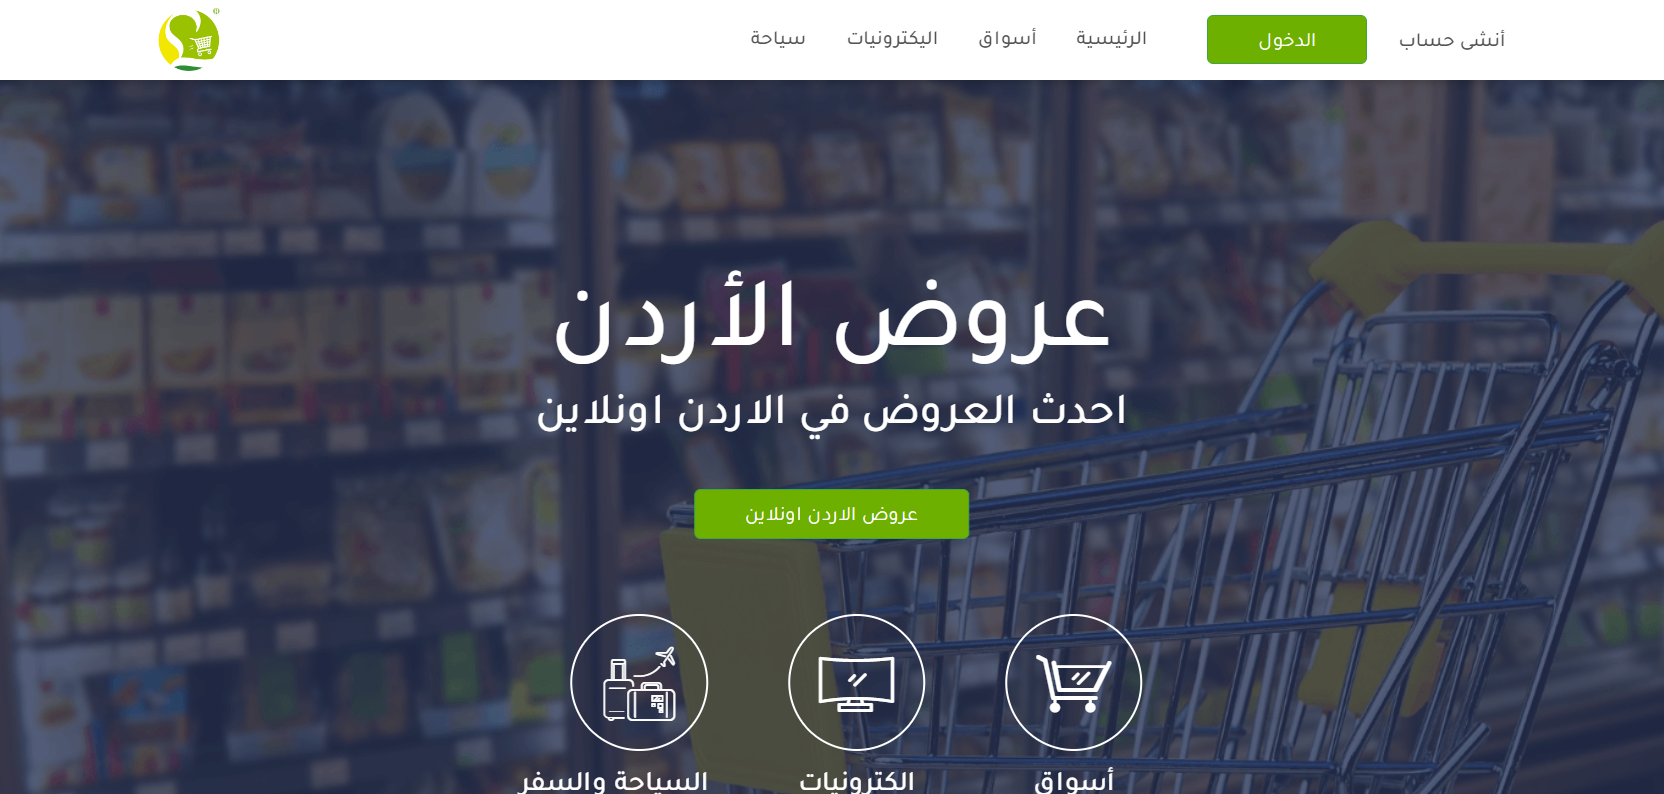 أنشى حساب
الدخول
الرئيسية
أسواق
اليكترونيات
سياحة
عروض الأردن
احدث العروض في الاردن اونلاين
عروض الاردن اونلاين
أسواق
الكترونيات
السياحة والسفر